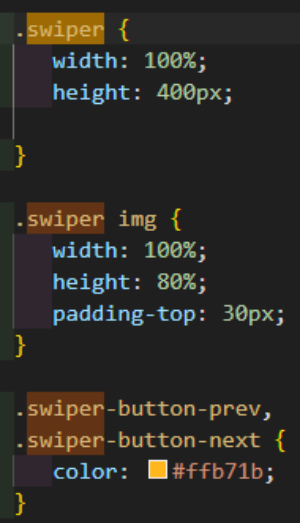 .swiper {
width: 100%;
height: 400px;
}
.swiper img {
width: 100%;
height: 80%;
padding-top: 30px;
}
.swiper-button-prev,
.swiper-button-next {
color: #ffb71b;
}